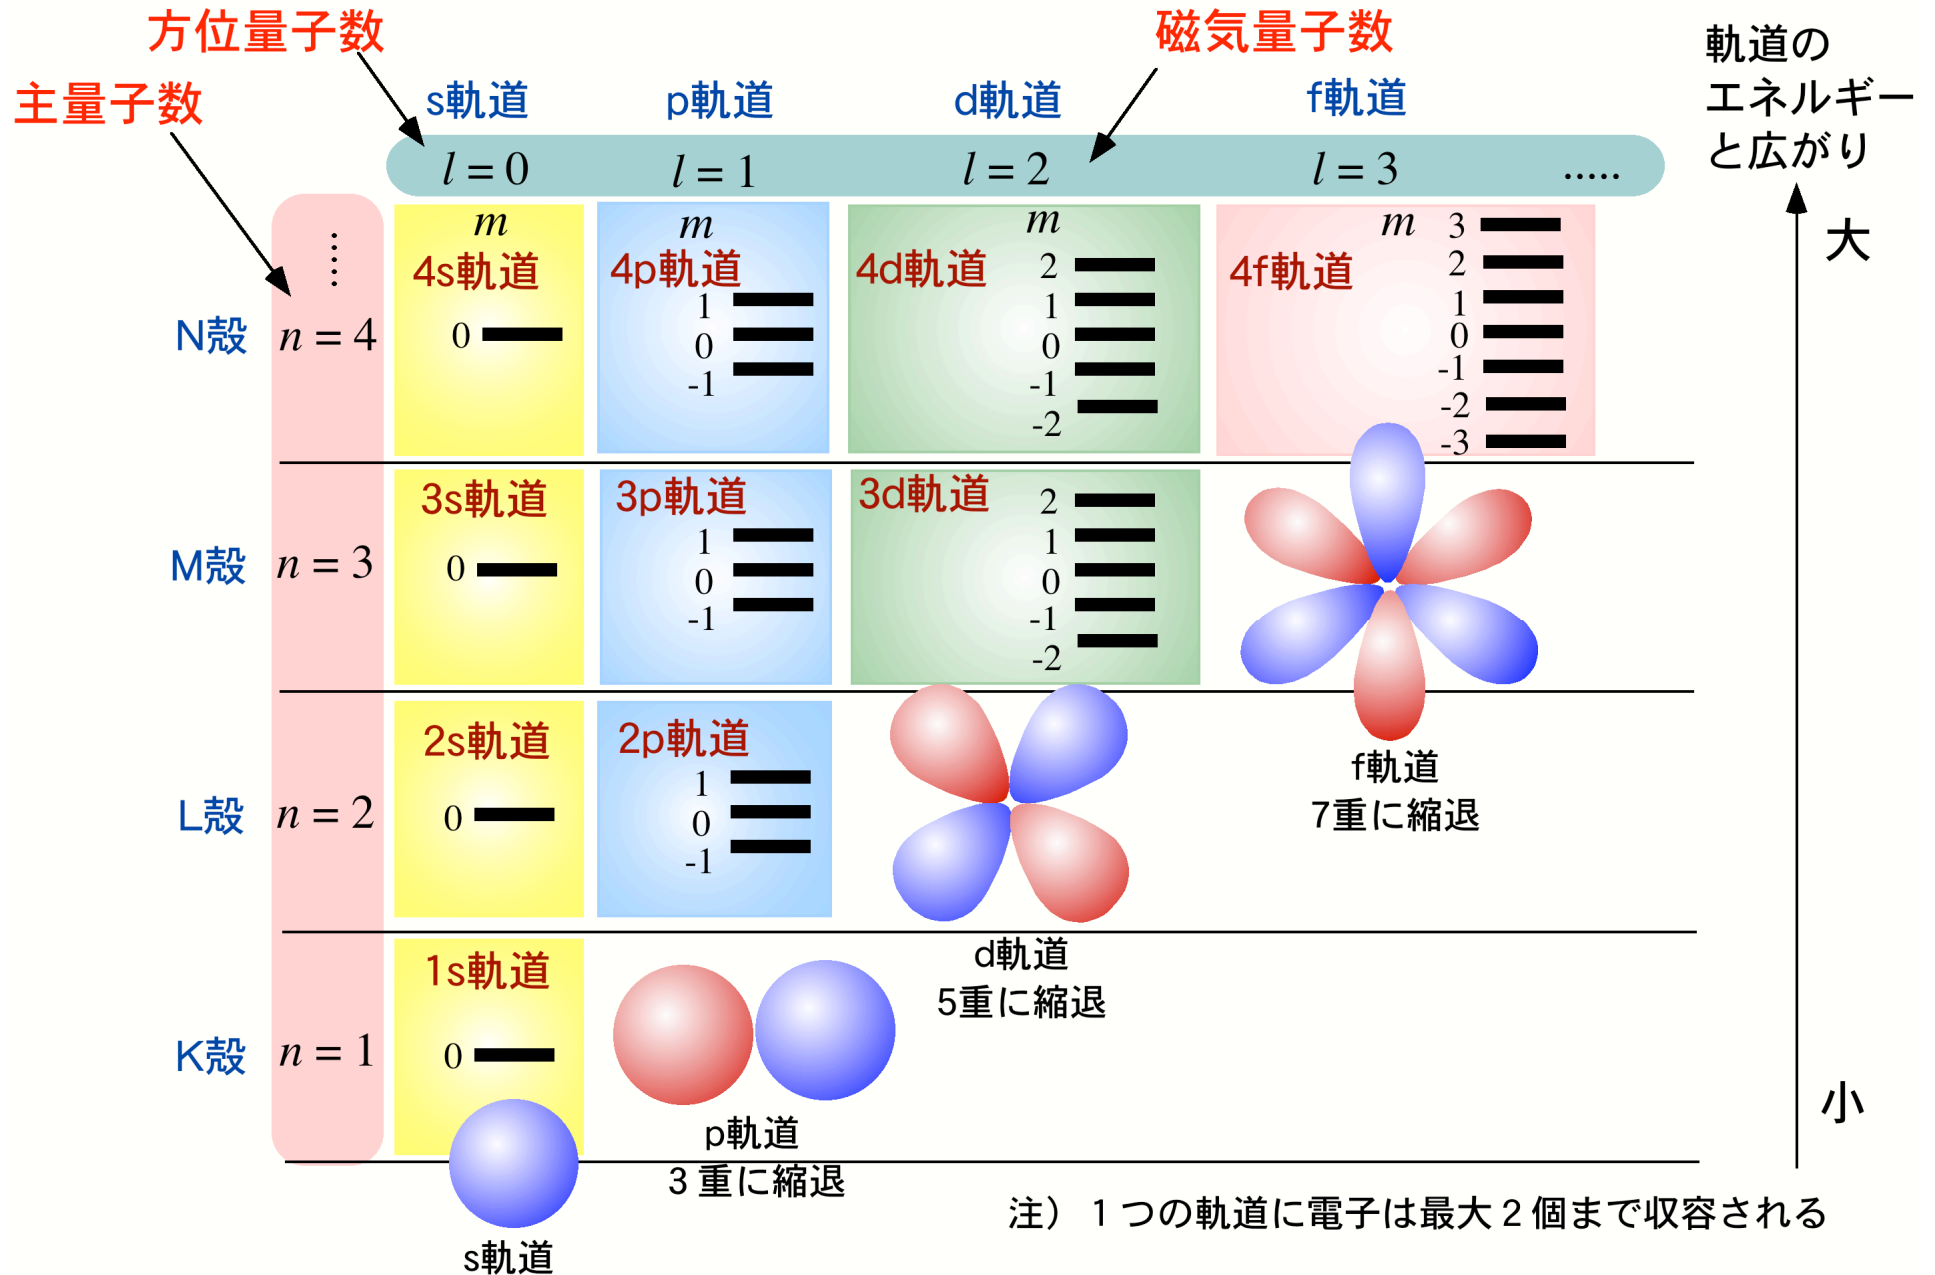 方位量子数
磁気量子数
軌道の
エネルギー
と広がり
主量子数
s軌道 p軌道 d軌道 f軌道
l = 0 l = 1 l = 2 l = 3 .....
大
m m m m
4s軌道
0
4p軌道
1
0
-1
4d軌道
2
1
0
-1
-2
4f軌道
3
2
1
0
-1
-2
-3
N殻 n = 4
M殻 n = 3
3s軌道
0
3p軌道
1
0
-1
3d軌道
2
1
0
-1
-2
f軌道
7重に縮退
L殻 n = 2
2s軌道
0
2p軌道
1
0
-1
d軌道
5重に縮退
K殻 n = 1
1s軌道
0
p軌道
3 重に縮退
s軌道
小
注）１つの軌道に電子は最大２個まで収容される